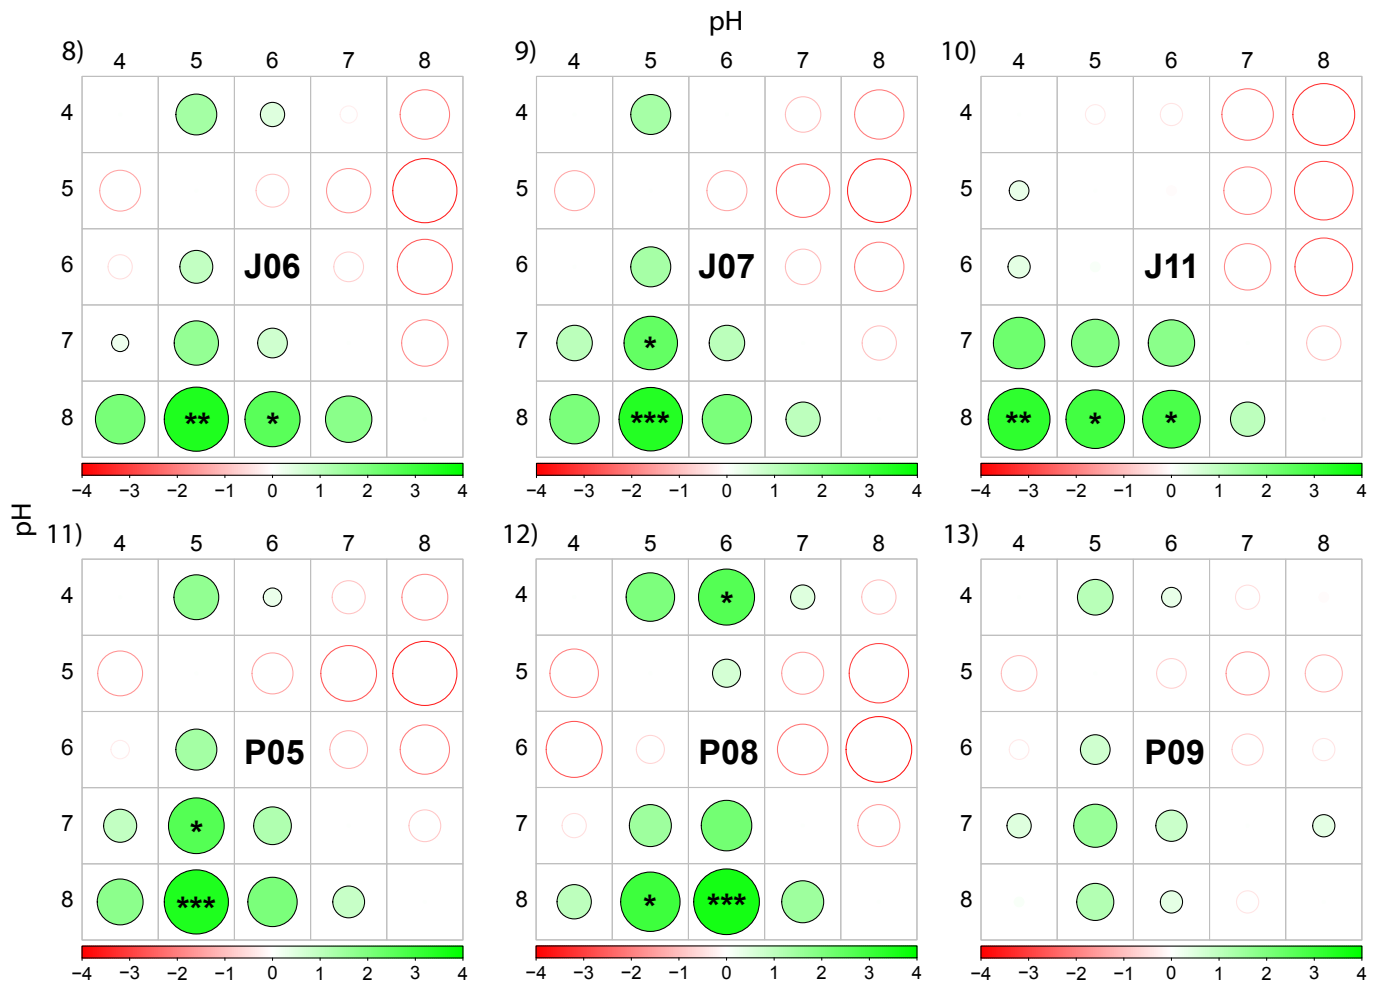 pH
8) 9) 10)
4 5 6 7 8 4 5 6 7 8 4 5 6 7 8
4 4 4
5 5 5
6 J06 6 J07 6 J11
7 7 * 7
8 ** * 8 *** 8 ** * *
−4 −3 −2 −1 0 1 2 3 4 −4 −3 −2 −1 0 1 2 3 4 −4 −3 −2 −1 0 1 2 3 4
pH
11) 12) 13)
4 5 6 7 8 4 5 6 7 8 4 5 6 7 8
4 4 * 4
5 5 5
6 P05 6 P08 6 P09
7 * 7 7
8 *** 8 * *** 8
−4 −3 −2 −1 0 1 2 3 4 −4 −3 −2 −1 0 1 2 3 4 −4 −3 −2 −1 0 1 2 3 4